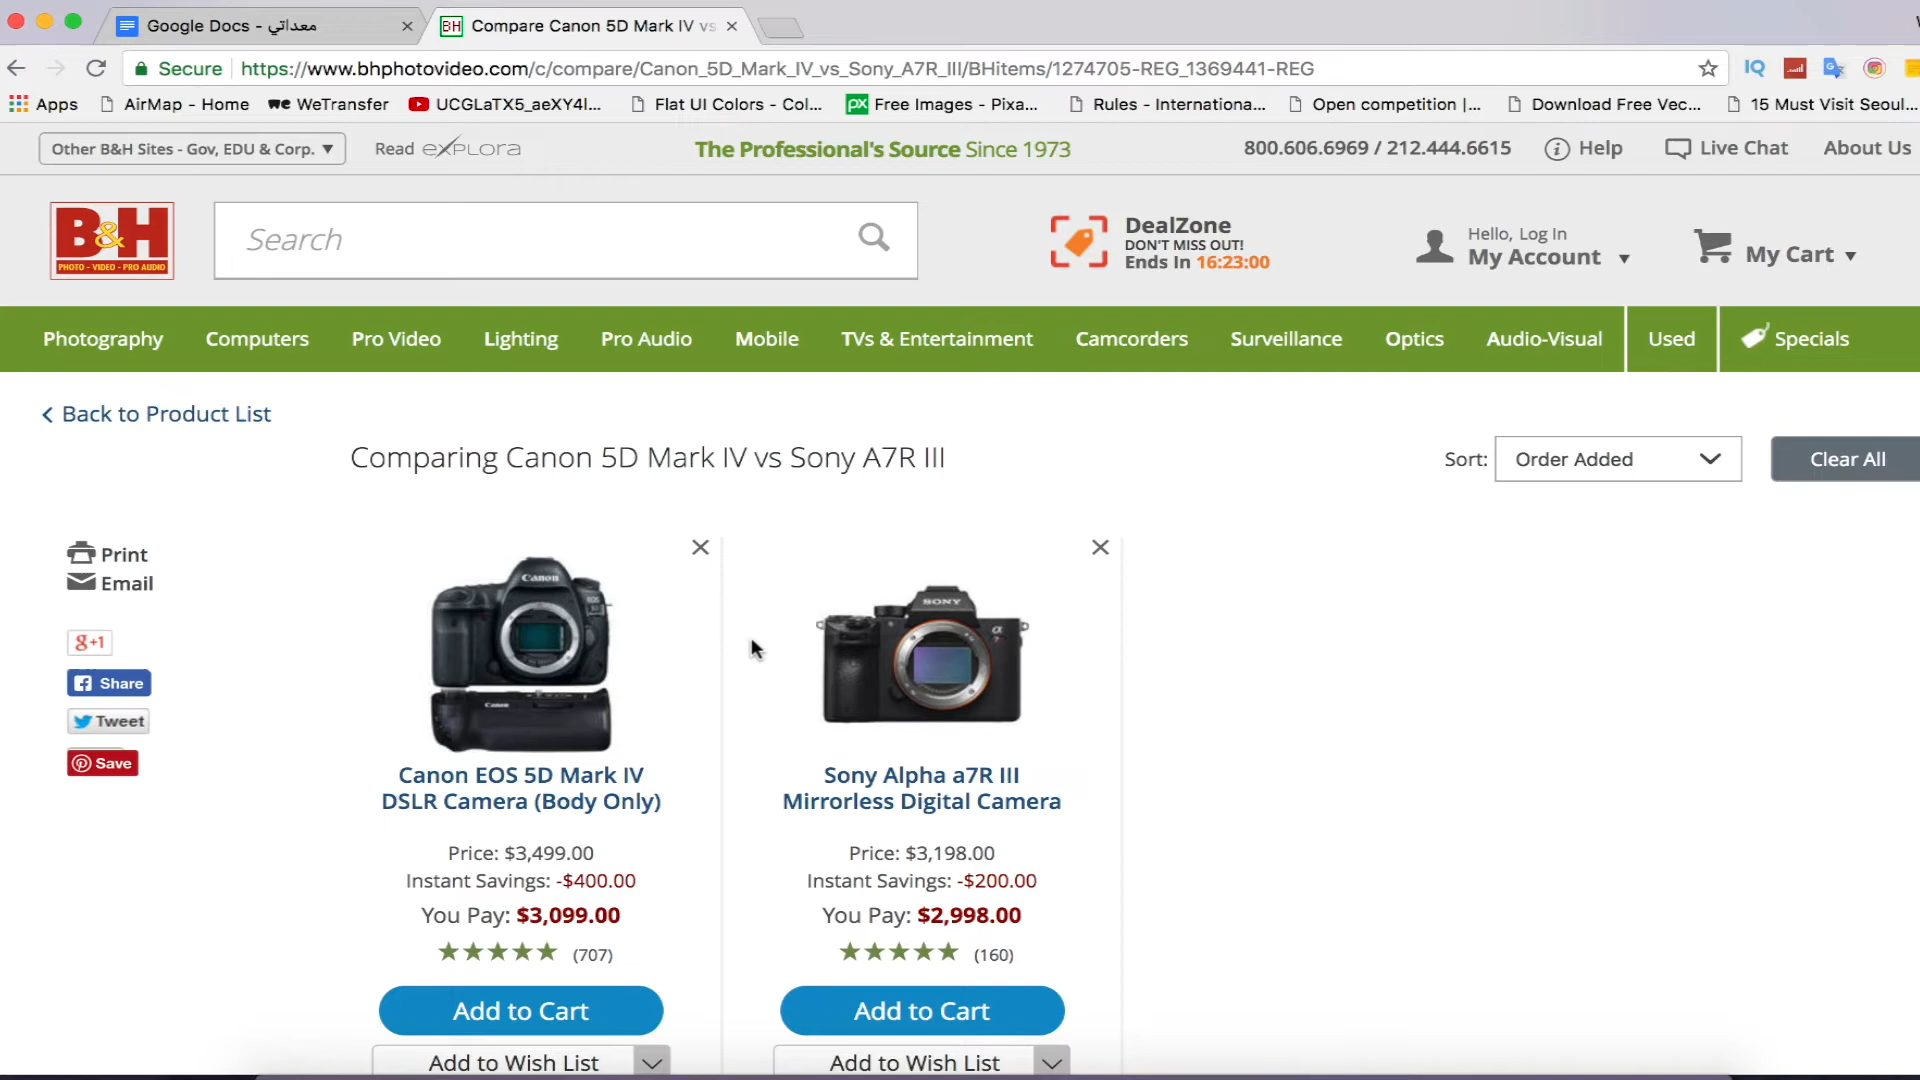 Google Docs - معداتي
Compare Canon 5D Mark IV vs
Secure
https://www.bhphotovideo.com/c/compare/Canon_5D_Mark_IV_vs_Sony_A7R_III/BHitems/1274705-REG_1369441-REG
IQ
Apps
AirMap - Home
we WeTransfer
UCGLaTX5_aeXY4l...
Flat UI Colors - Col...
px Free Images - Pixa...
Rules - Internationa...
Open competition |...
Download Free Vec...
15 Must Visit Seoul...
Other B&H Sites - Gov, EDU & Corp.
Read eXPLORA
The Professional's Source Since 1973
800.606.6969 / 212.444.6615
Help
Live Chat
About Us
B&H
PHOTO - VIDEO - PRO AUDIO
Search
DealZone
DON'T MISS OUT!
Ends In 16:23:00
Hello, Log In
My Account
My Cart
Photography
Computers
Pro Video
Lighting
Pro Audio
Mobile
TVs & Entertainment
Camcorders
Surveillance
Optics
Audio-Visual
Used
Specials
Back to Product List
Comparing Canon 5D Mark IV vs Sony A7R III
Sort: Order Added
Clear All
Print
Email
g+1
Share
Tweet
Save
Canon
Canon
Canon EOS 5D Mark IV
DSLR Camera (Body Only)
Price: $3,499.00
Instant Savings: -$400.00
You Pay: $3,099.00
(707)
Add to Cart
Add to Wish List
SONY
Sony Alpha a7R III
Mirrorless Digital Camera
Price: $3,198.00
Instant Savings: -$200.00
You Pay: $2,998.00
(160)
Add to Cart
Add to Wish List